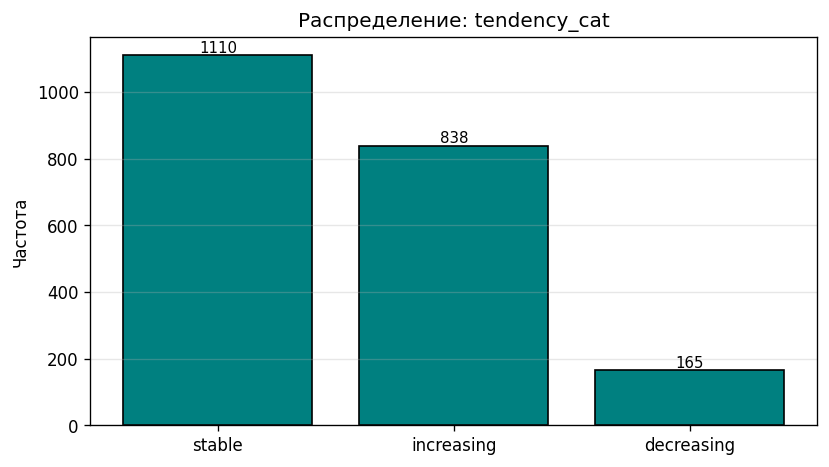 Распределение: tendency_cat
1110
838
165
1000
800
600
400
200
0
Частота
stable
increasing
decreasing